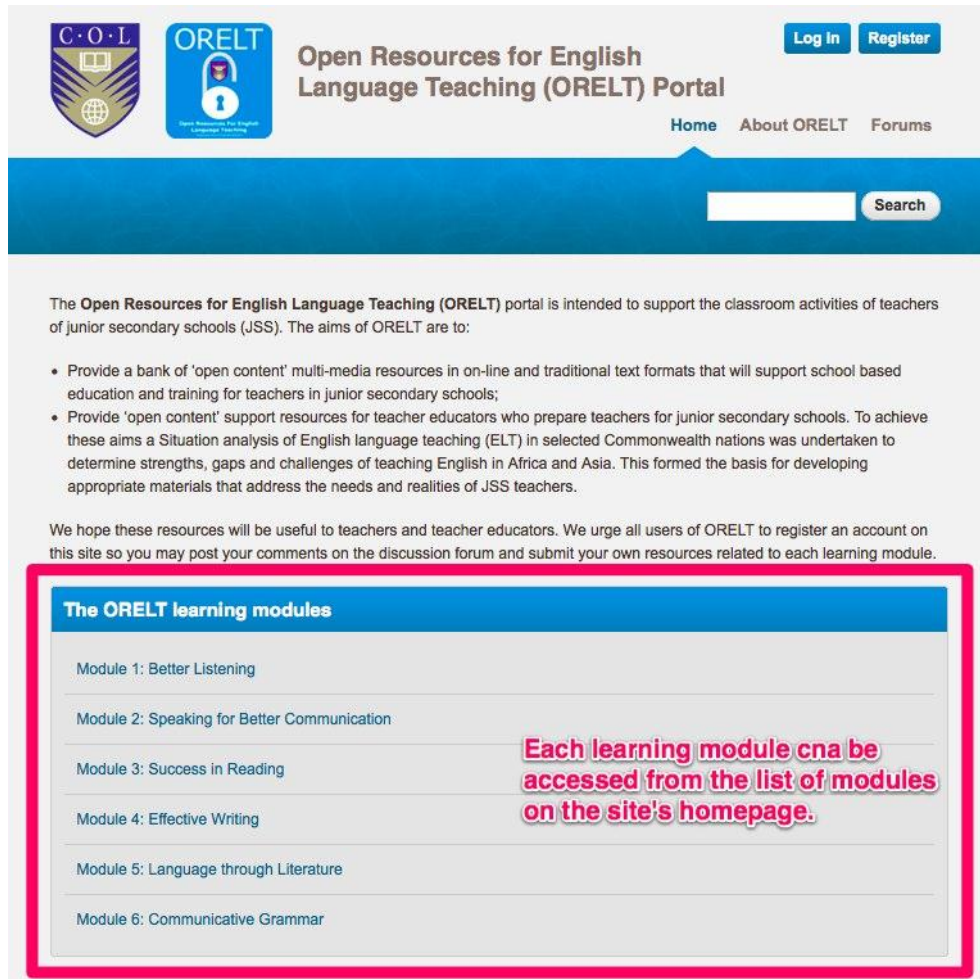 C·O·L
ORELT
Open Resources For English
Language Teaching
Open Resources for English
Language Teaching (ORELT) Portal
Log In Register
Home About ORELT Forums
Search
The Open Resources for English Language Teaching (ORELT) portal is intended to support the classroom activities of teachers
of junior secondary schools (JSS). The aims of ORELT are to:
• Provide a bank of 'open content' multi-media resources in on-line and traditional text formats that will support school based
education and training for teachers in junior secondary schools;
• Provide 'open content' support resources for teacher educators who prepare teachers for junior secondary schools. To achieve
these aims a Situation analysis of English language teaching (ELT) in selected Commonwealth nations was undertaken to
determine strengths, gaps and challenges of teaching English in Africa and Asia. This formed the basis for developing
appropriate materials that address the needs and realities of JSS teachers.
We hope these resources will be useful to teachers and teacher educators. We urge all users of ORELT to register an account on
this site so you may post your comments on the discussion forum and submit your own resources related to each learning module.
The ORELT learning modules
Module 1: Better Listening
Module 2: Speaking for Better Communication
Module 3: Success in Reading
Module 4: Effective Writing
Module 5: Language through Literature
Module 6: Communicative Grammar
Each learning module cna be
accessed from the list of modules
on the site's homepage.